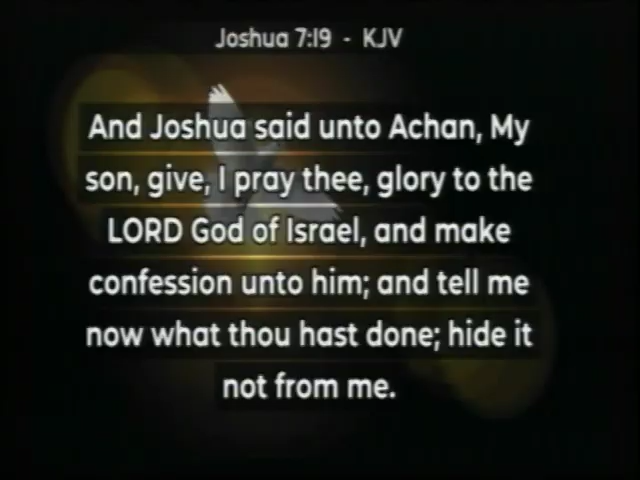 Joshua 7:19 - KJV
And Joshua said unto Achan, My
son, give, I pray thee, glory to the
LORD God of Israel, and make
confession unto him; and tell me
now what thou hast done; hide it
not from me.